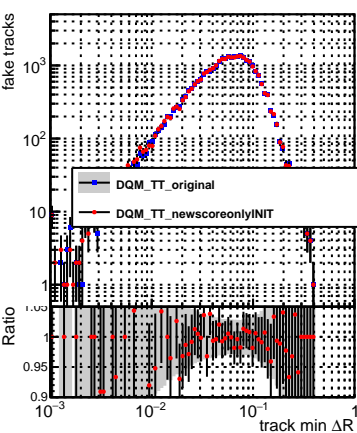 fake tracks
10³
10²
10
1
DQM_TT_original
DQM_TT_newscoreonlyINIT
Ratio
1.05
1
0.95
0.9
10⁻³ 10⁻² 10⁻¹ 1
track min ΔR